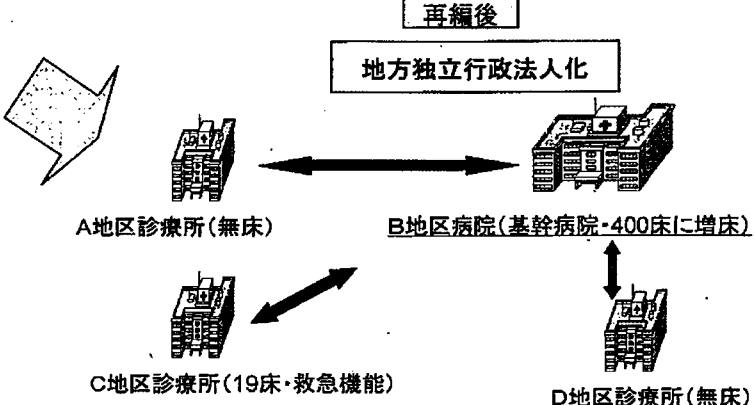 再編後
地方独立行政法人化
A地区診療所(無床)
B地区病院(基幹病院・400床に増床)
C地区診療所(19床・救急機能)
D地区診療所(無床)